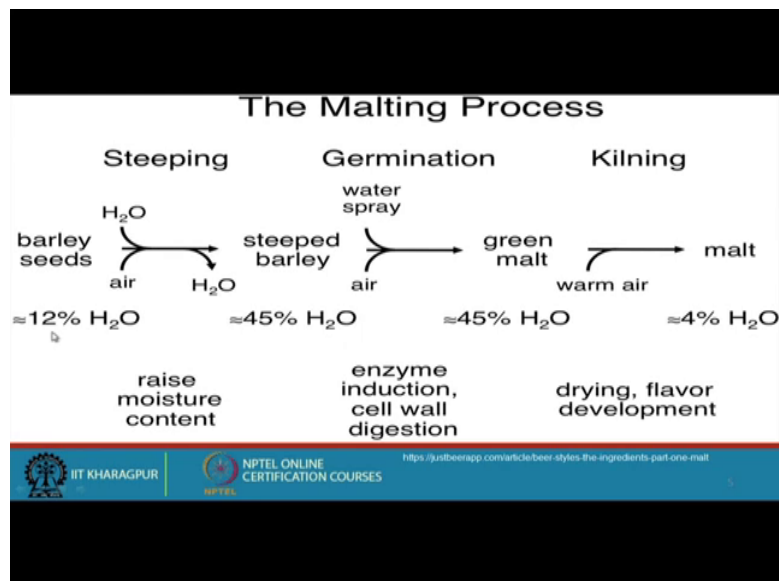 The Malting Process
Steeping Germination Kilning
H₂O
water
spray
barley
seeds
air
H₂O
steeped
barley
air
green
malt
warm air
malt
≈12% H₂O ≈45% H₂O ≈45% H₂O ≈4% H₂O
raise
moisture
content
enzyme
induction,
cell wall
digestion
drying, flavor
development
IIT KHARAGPUR
NPTEL
NPTEL ONLINE
CERTIFICATION COURSES
https://justbeerapp.com/article/beer-styles-the-ingredients-part-one-malt
5